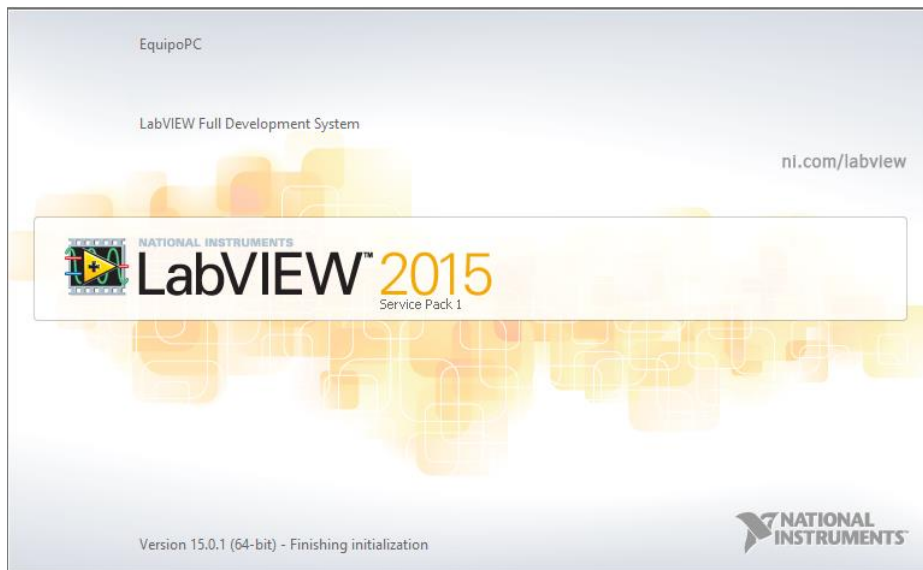 EquipoPC
LabVIEW Full Development System
ni.com/labview
NATIONAL INSTRUMENTS
LabVIEW™ 2015
Service Pack 1
Version 15.0.1 (64-bit) - Finishing initialization
NATIONAL
INSTRUMENTS™